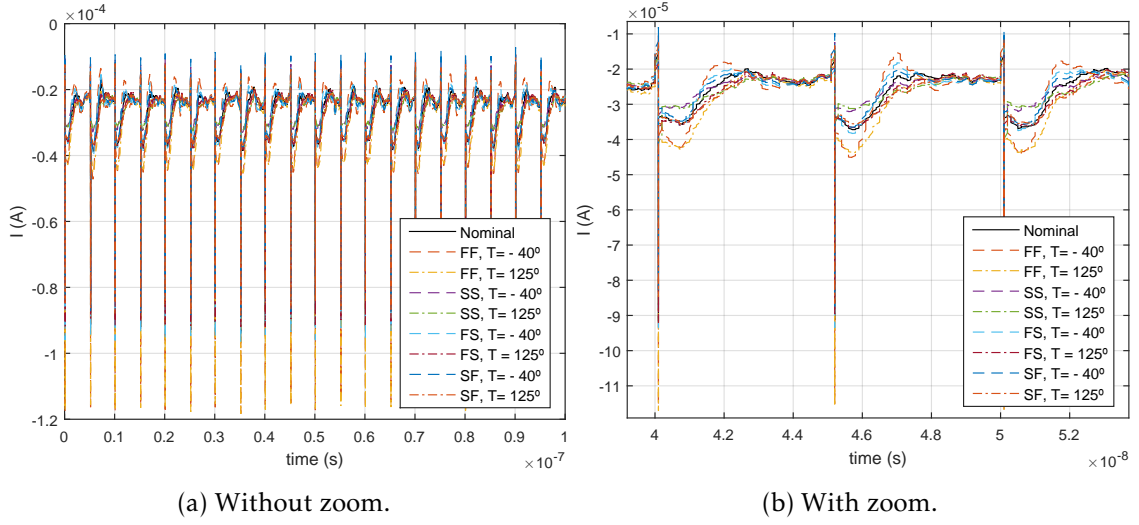 ×10⁻⁴
0
-0.2
-0.4
-0.6
-0.8
-1
-1.2
I (A)
0 0.1 0.2 0.3 0.4 0.5 0.6 0.7 0.8 0.9 1
time (s)
×10⁻⁷
Nominal
FF, T= - 40º
FF, T= 125º
SS, T= - 40º
SS, T= 125º
FS, T= - 40º
FS, T = 125º
SF, T= - 40º
SF, T= 125º
(a) Without zoom.
×10⁻⁵
-1
-2
-3
-4
-5
-6
-7
-8
-9
-10
-11
I (A)
4 4.2 4.4 4.6 4.8 5 5.2
time (s)
×10⁻⁸
Nominal
FF, T= - 40º
FF, T= 125º
SS, T= - 40º
SS, T= 125º
FS, T= - 40º
FS, T= 125º
SF, T= - 40º
SF, T= 125º
(b) With zoom.